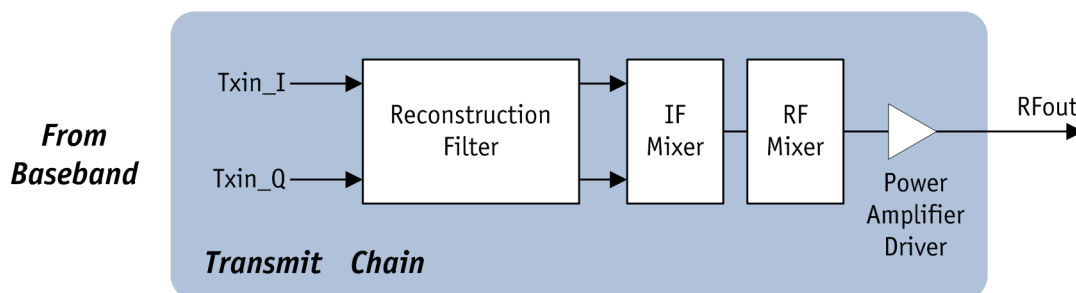 From
Baseband
Txin_I
Txin_Q
Reconstruction
Filter
IF
Mixer
RF
Mixer
Power
Amplifier
Driver
RFout
Transmit Chain